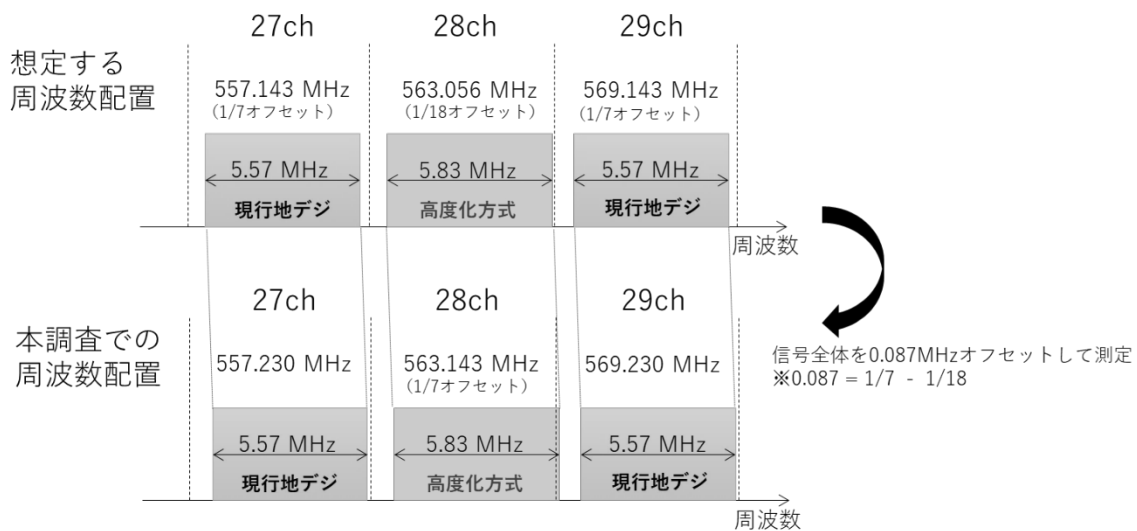 27ch 28ch 29ch
想定する
周波数配置
557.143 MHz 563.056 MHz 569.143 MHz
（1/7オフセット） （1/18オフセット） （1/7オフセット）
5.57 MHz 5.83 MHz 5.57 MHz
現行地デジ 高度化方式 現行地デジ
周波数
27ch 28ch 29ch
本調査での
周波数配置
557.230 MHz 563.143 MHz 569.230 MHz
（1/7オフセット）
信号全体を0.087MHzオフセットして測定
※0.087 = 1/7 - 1/18
5.57 MHz 5.83 MHz 5.57 MHz
現行地デジ 高度化方式 現行地デジ
周波数